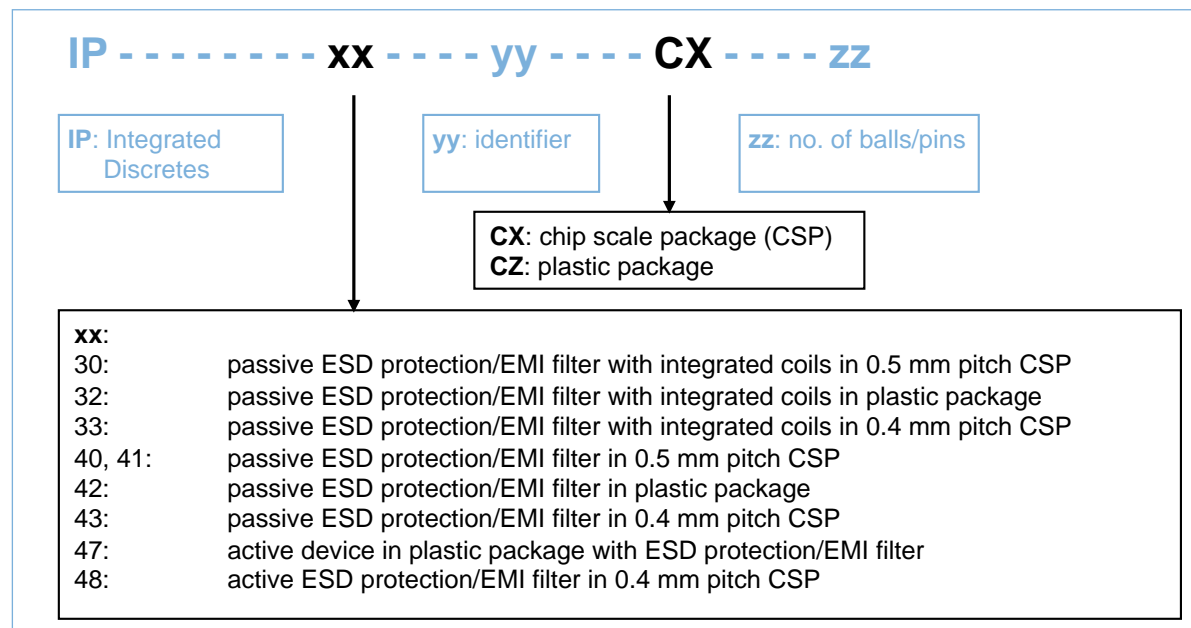 IP - - - - - - - - xx - - - - yy - - - - CX - - - - zz
IP: Integrated
Discretes
yy: identifier
zz: no. of balls/pins
CX: chip scale package (CSP)
CZ: plastic package
xx:
30: passive ESD protection/EMI filter with integrated coils in 0.5 mm pitch CSP
32: passive ESD protection/EMI filter with integrated coils in plastic package
33: passive ESD protection/EMI filter with integrated coils in 0.4 mm pitch CSP
40, 41: passive ESD protection/EMI filter in 0.5 mm pitch CSP
42: passive ESD protection/EMI filter in plastic package
43: passive ESD protection/EMI filter in 0.4 mm pitch CSP
47: active device in plastic package with ESD protection/EMI filter
48: active ESD protection/EMI filter in 0.4 mm pitch CSP